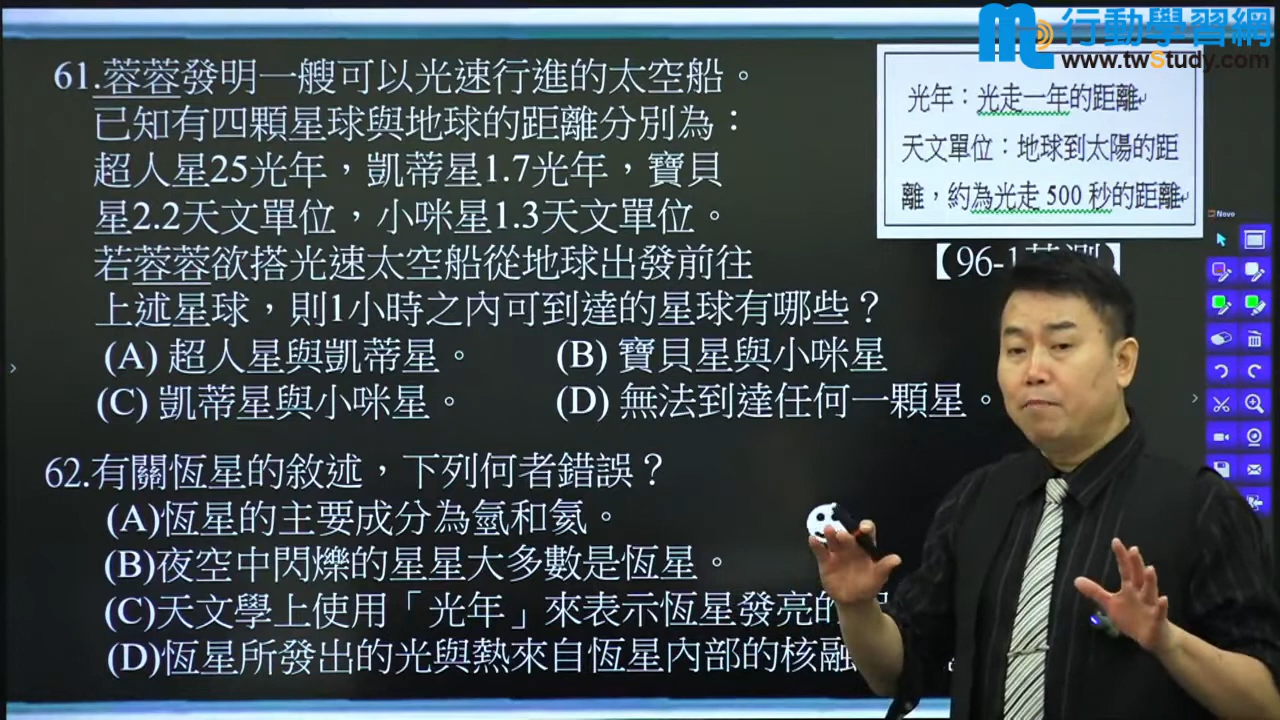 行動學習網
www.twStudy.com
61.蓉蓉發明一艘可以光速行進的太空船。
已知有四顆星球與地球的距離分別為：
超人星25光年，凱蒂星1.7光年，寶貝
星2.2天文單位，小咪星1.3天文單位。
若蓉蓉欲搭光速太空船從地球出發前往
上述星球，則1小時之內可到達的星球有哪些？
(A) 超人星與凱蒂星。 (B) 寶貝星與小咪星
(C) 凱蒂星與小咪星。 (D) 無法到達任何一顆星。
光年：光走一年的距離
天文單位：地球到太陽的距
離，約為光走 500 秒的距離
【96-1
Novo
62.有關恆星的敘述，下列何者錯誤？
(A)恆星的主要成分為氫和氦。
(B)夜空中閃爍的星星大多數是恆星。
(C)天文學上使用「光年」來表示恆星發亮的
(D)恆星所發出的光與熱來自恆星內部的核融